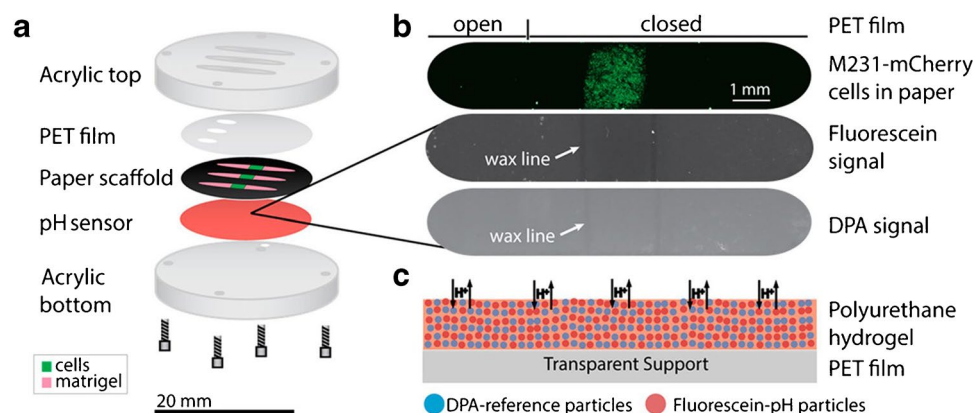 a
Acrylic top
PET film
Paper scaffold
pH sensor
Acrylic
bottom
cells
matrigel
20 mm
b
open
closed
PET film
M231-mCherry
cells in paper
1 mm
Fluorescein
signal
wax line
DPA signal
wax line
c
H+
H+
H+
H+
H+
Polyurethane
hydrogel
Transparent Support
PET film
DPA-reference particles
Fluorescein-pH particles